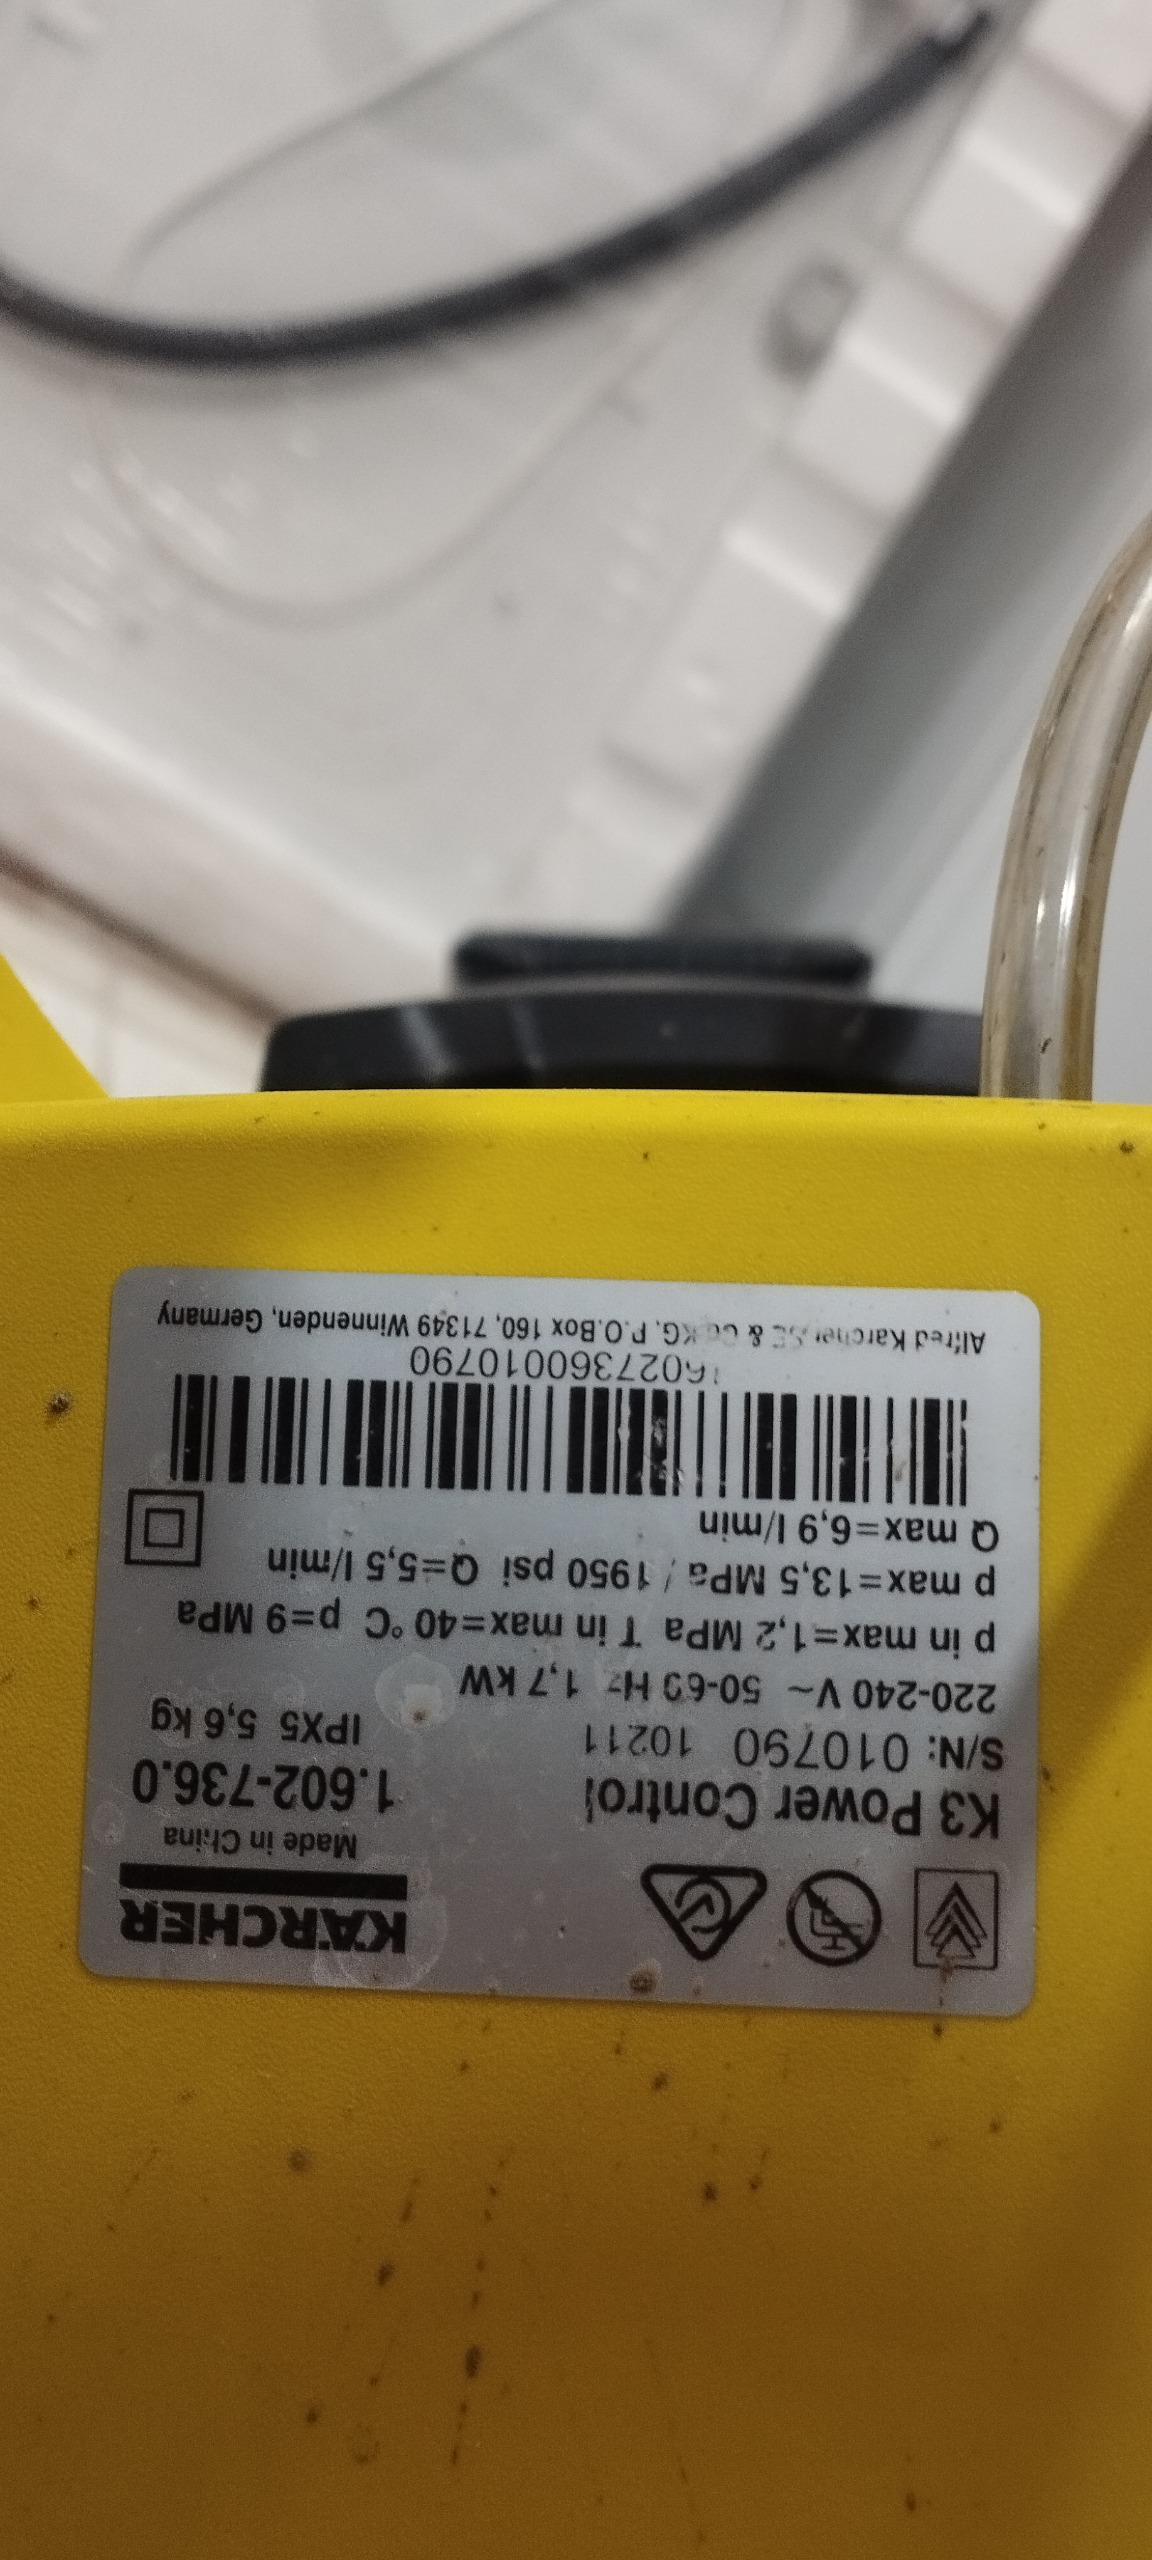 KÄRCHER
Made in China
K3 Power Control
1.602-736.0
S/N: 010790 10211
IPX5 5,6 kg
220-240 V~ 50-60 Hz 1,7 kW
p in max=1,2 MPa T in max=40 °C p=9 MPa
p max=13,5 MPa / 1950 psi Q=5,5 l/min
Q max=6,9 l/min
16027360010790
Alfred Karcher SE & Co KG, P.O.Box 160, 71349 Winnenden, Germany